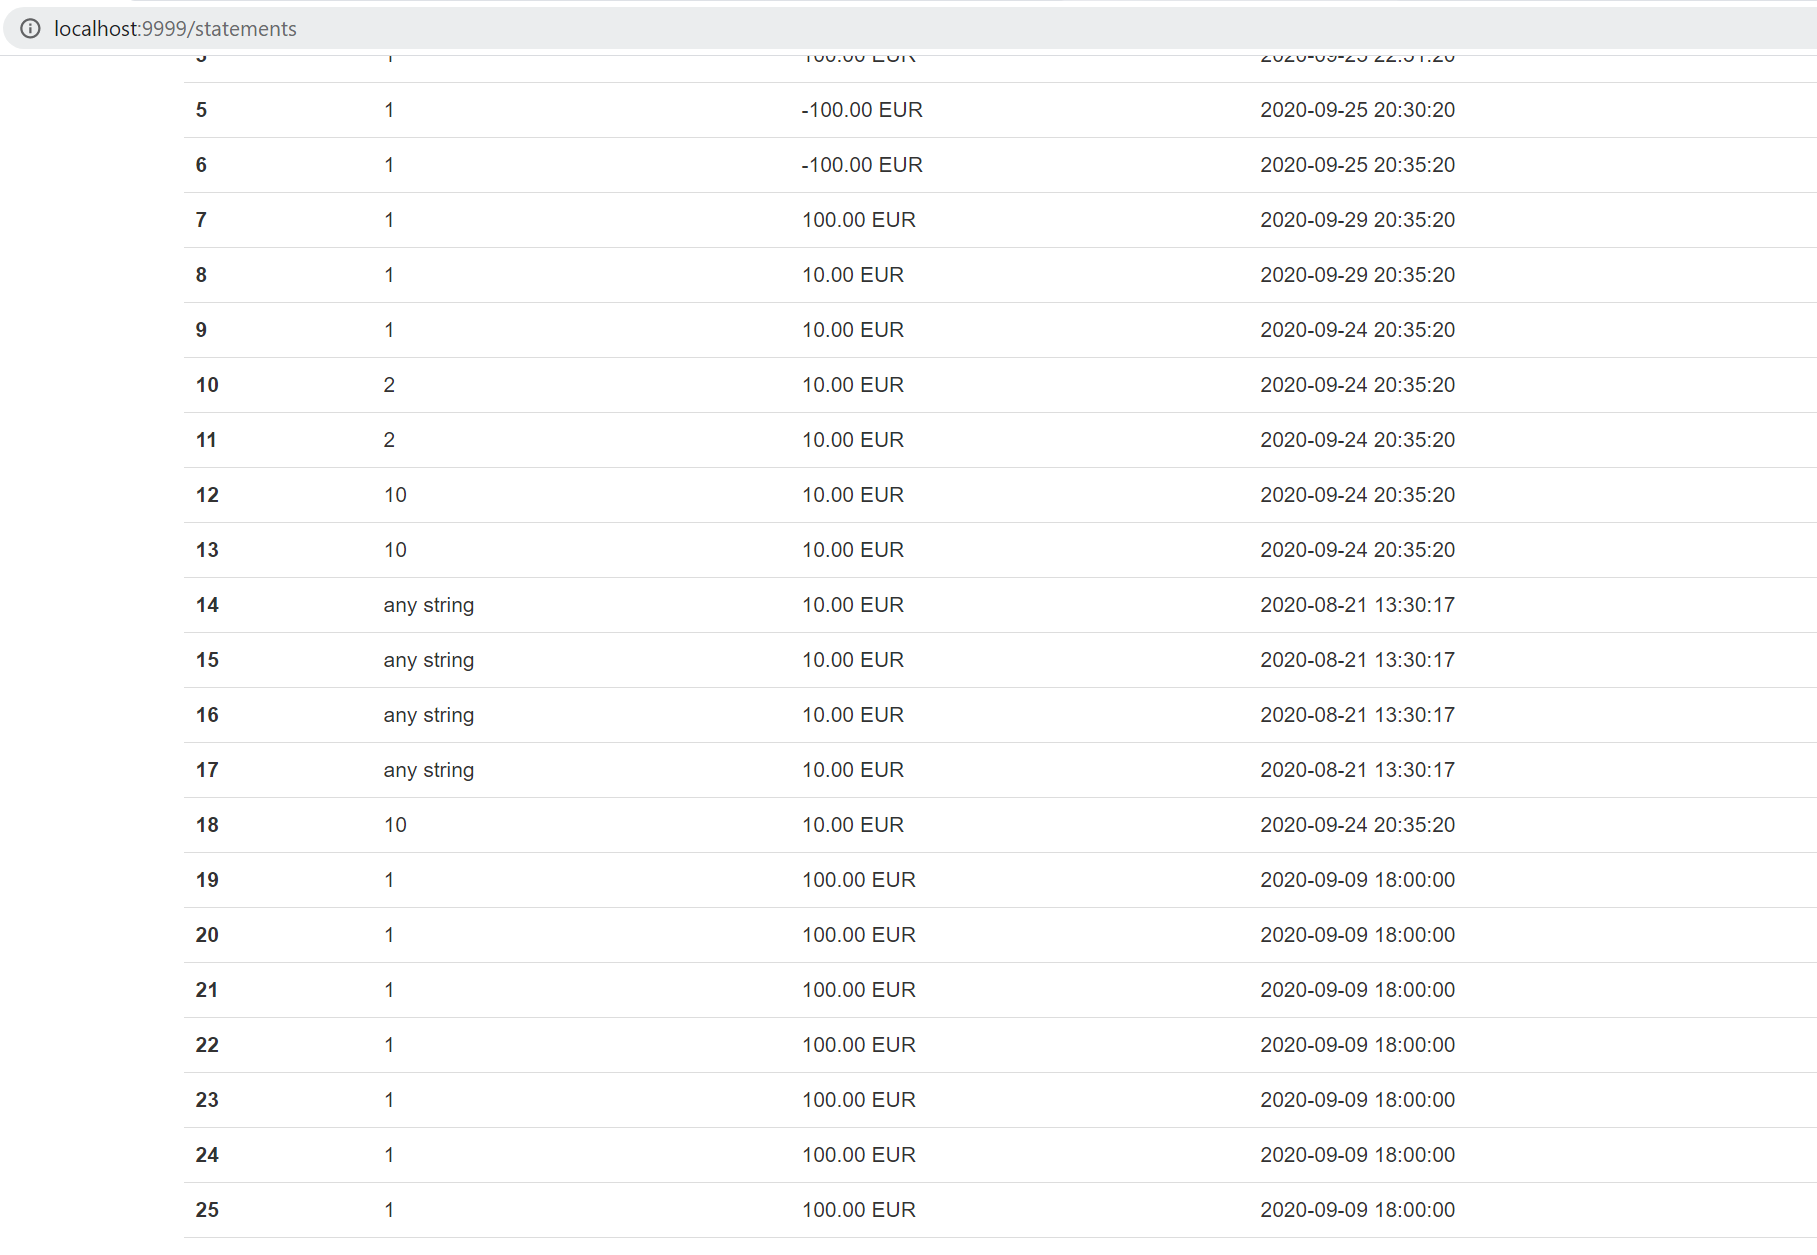 localhost:9999/statements
1 100.00 EUR
5 1 -100.00 EUR 2020-09-25 20:30:20
6 1 -100.00 EUR 2020-09-25 20:35:20
7 1 100.00 EUR 2020-09-29 20:35:20
8 1 10.00 EUR 2020-09-29 20:35:20
9 1 10.00 EUR 2020-09-24 20:35:20
10 2 10.00 EUR 2020-09-24 20:35:20
11 2 10.00 EUR 2020-09-24 20:35:20
12 10 10.00 EUR 2020-09-24 20:35:20
13 10 10.00 EUR 2020-09-24 20:35:20
14 any string 10.00 EUR 2020-08-21 13:30:17
15 any string 10.00 EUR 2020-08-21 13:30:17
16 any string 10.00 EUR 2020-08-21 13:30:17
17 any string 10.00 EUR 2020-08-21 13:30:17
18 10 10.00 EUR 2020-09-24 20:35:20
19 1 100.00 EUR 2020-09-09 18:00:00
20 1 100.00 EUR 2020-09-09 18:00:00
21 1 100.00 EUR 2020-09-09 18:00:00
22 1 100.00 EUR 2020-09-09 18:00:00
23 1 100.00 EUR 2020-09-09 18:00:00
24 1 100.00 EUR 2020-09-09 18:00:00
25 1 100.00 EUR 2020-09-09 18:00:00